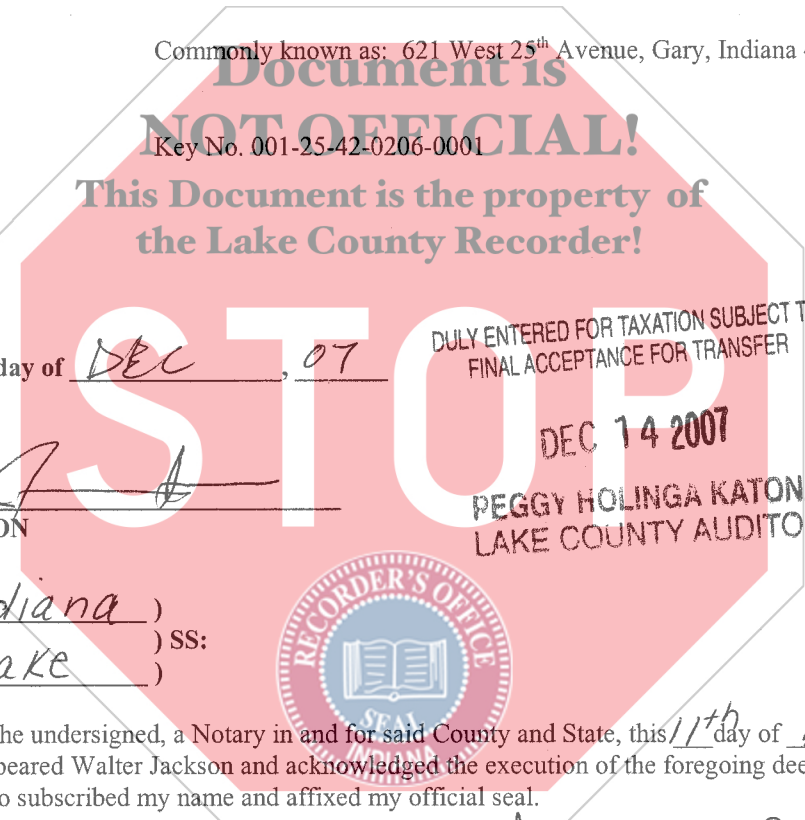 Commonly known as: 621 West 25th Avenue, Gary, Indiana
Document is
NOT OFFICIAL!
Key No. 001-25-42-0206-0001
This Document is the property of
the Lake County Recorder!
STOP
DULY ENTERED FOR TAXATION SUBJECT T
FINAL ACCEPTANCE FOR TRANSFER
day of DEC, 07
DEC 14 2007
PEGGY HOLINGA KATON
LAKE COUNTY AUDITO
ON
diana )
) SS:
ake )
RECORDER'S OFFICE
SEAL
INDIANA
he undersigned, a Notary in and for said County and State, this 11th day of
peared Walter Jackson and acknowledged the execution of the foregoing dee
o subscribed my name and affixed my official seal.